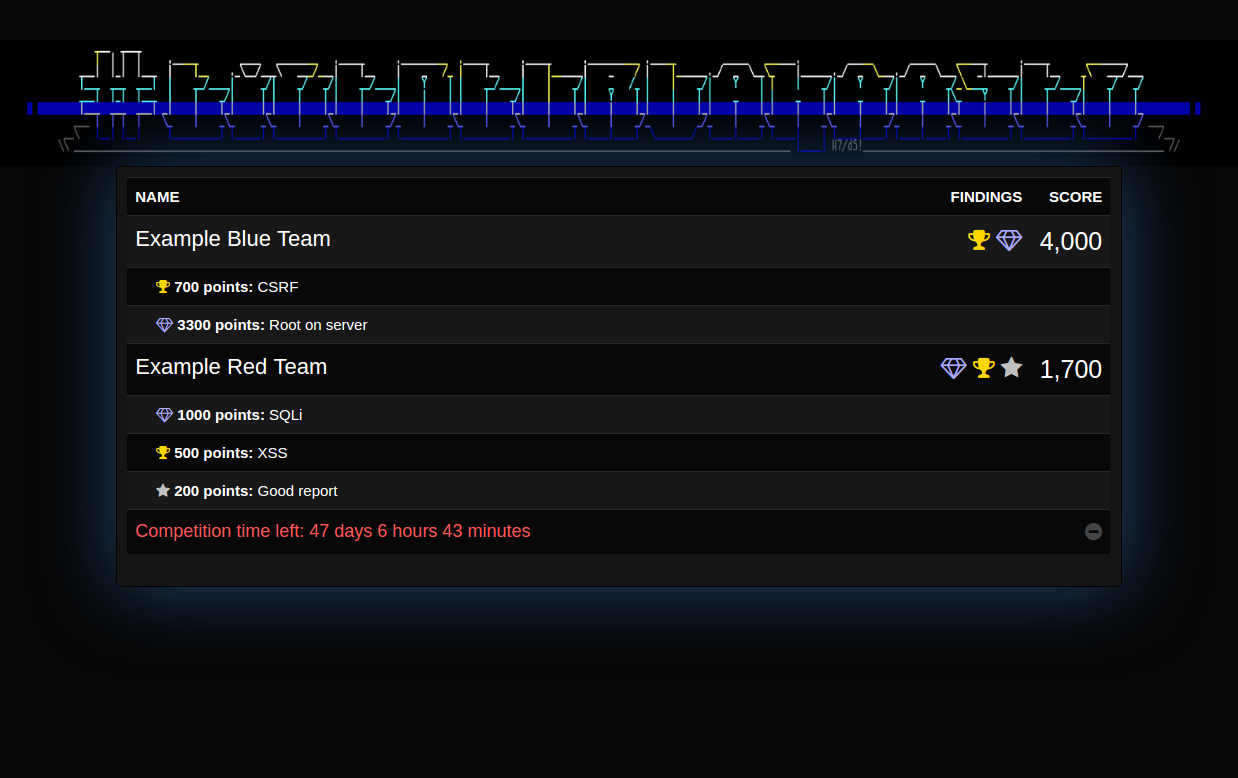 H7/dS!
NAME FINDINGS SCORE
Example Blue Team 4,000
700 points: CSRF
3300 points: Root on server
Example Red Team 1,700
1000 points: SQLi
500 points: XSS
200 points: Good report
Competition time left: 47 days 6 hours 43 minutes